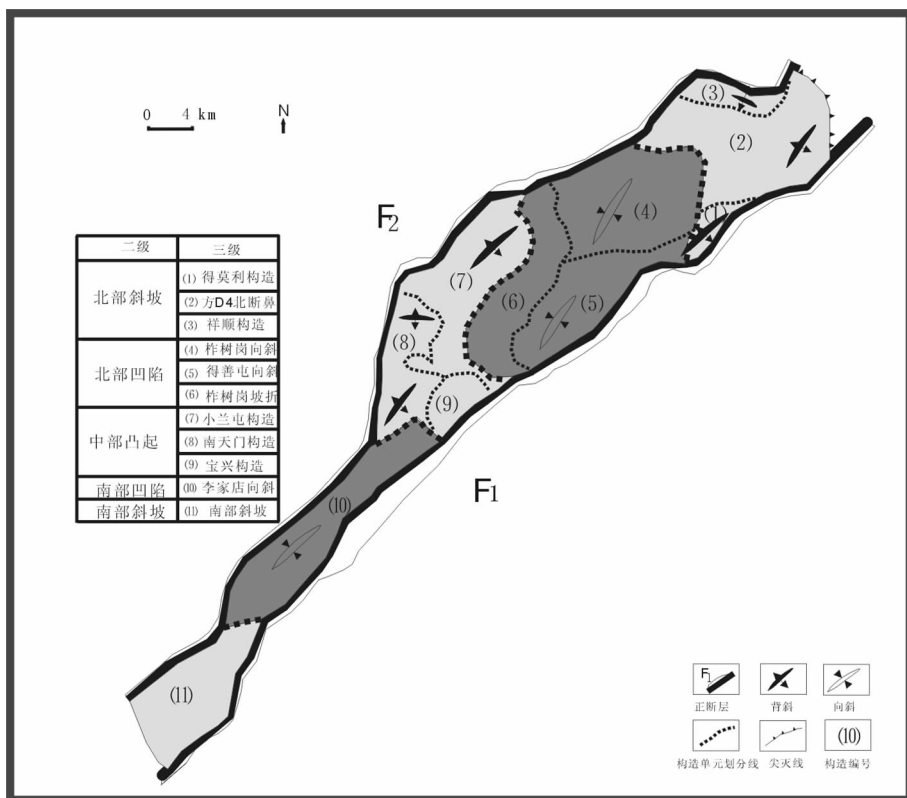 0 4 km
N
(3)
(2)
(1)
(4)
F2
(7)
(6)
(5)
(8)
(9)
F1
(10)
(11)
二级 三级
北部斜坡
(1) 得莫利构造
(2) 方D4北断鼻
(3) 祥顺构造
北部凹陷
(4) 柞树岗向斜
(5) 得善屯向斜
(6) 柞树岗坡折
中部凸起
(7) 小兰屯构造
(8) 南天门构造
(9) 宝兴构造
南部凹陷 (10) 李家店向斜
南部斜坡 (11) 南部斜坡
F1
正断层 背斜 向斜
(10)
构造单元划分线 尖灭线 构造编号